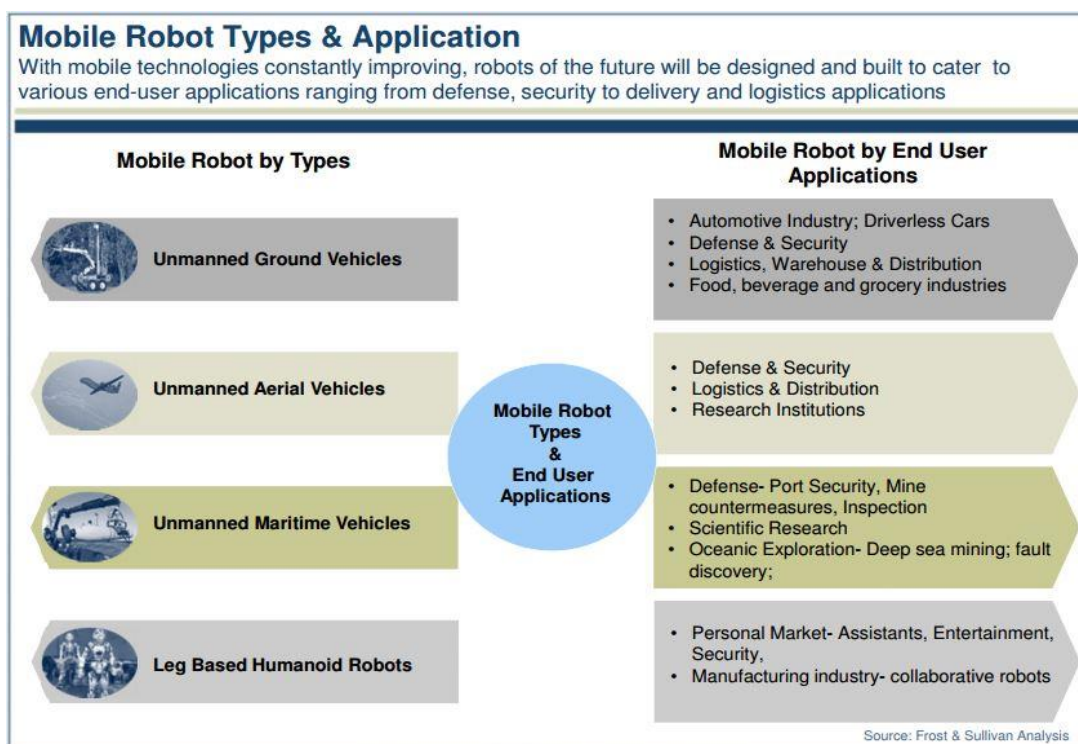 Mobile Robot Types & Application
With mobile technologies constantly improving, robots of the future will be designed and built to cater to
various end-user applications ranging from defense, security to delivery and logistics applications
Mobile Robot by Types
Mobile Robot by End User
Applications
Unmanned Ground Vehicles
• Automotive Industry; Driverless Cars
• Defense & Security
• Logistics, Warehouse & Distribution
• Food, beverage and grocery industries
Unmanned Aerial Vehicles
• Defense & Security
• Logistics & Distribution
• Research Institutions
Mobile Robot
Types
&
End User
Applications
Unmanned Maritime Vehicles
• Defense- Port Security, Mine
countermeasures, Inspection
• Scientific Research
• Oceanic Exploration- Deep sea mining; fault
discovery;
Leg Based Humanoid Robots
• Personal Market- Assistants, Entertainment,
Security,
• Manufacturing industry- collaborative robots
Source: Frost & Sullivan Analysis